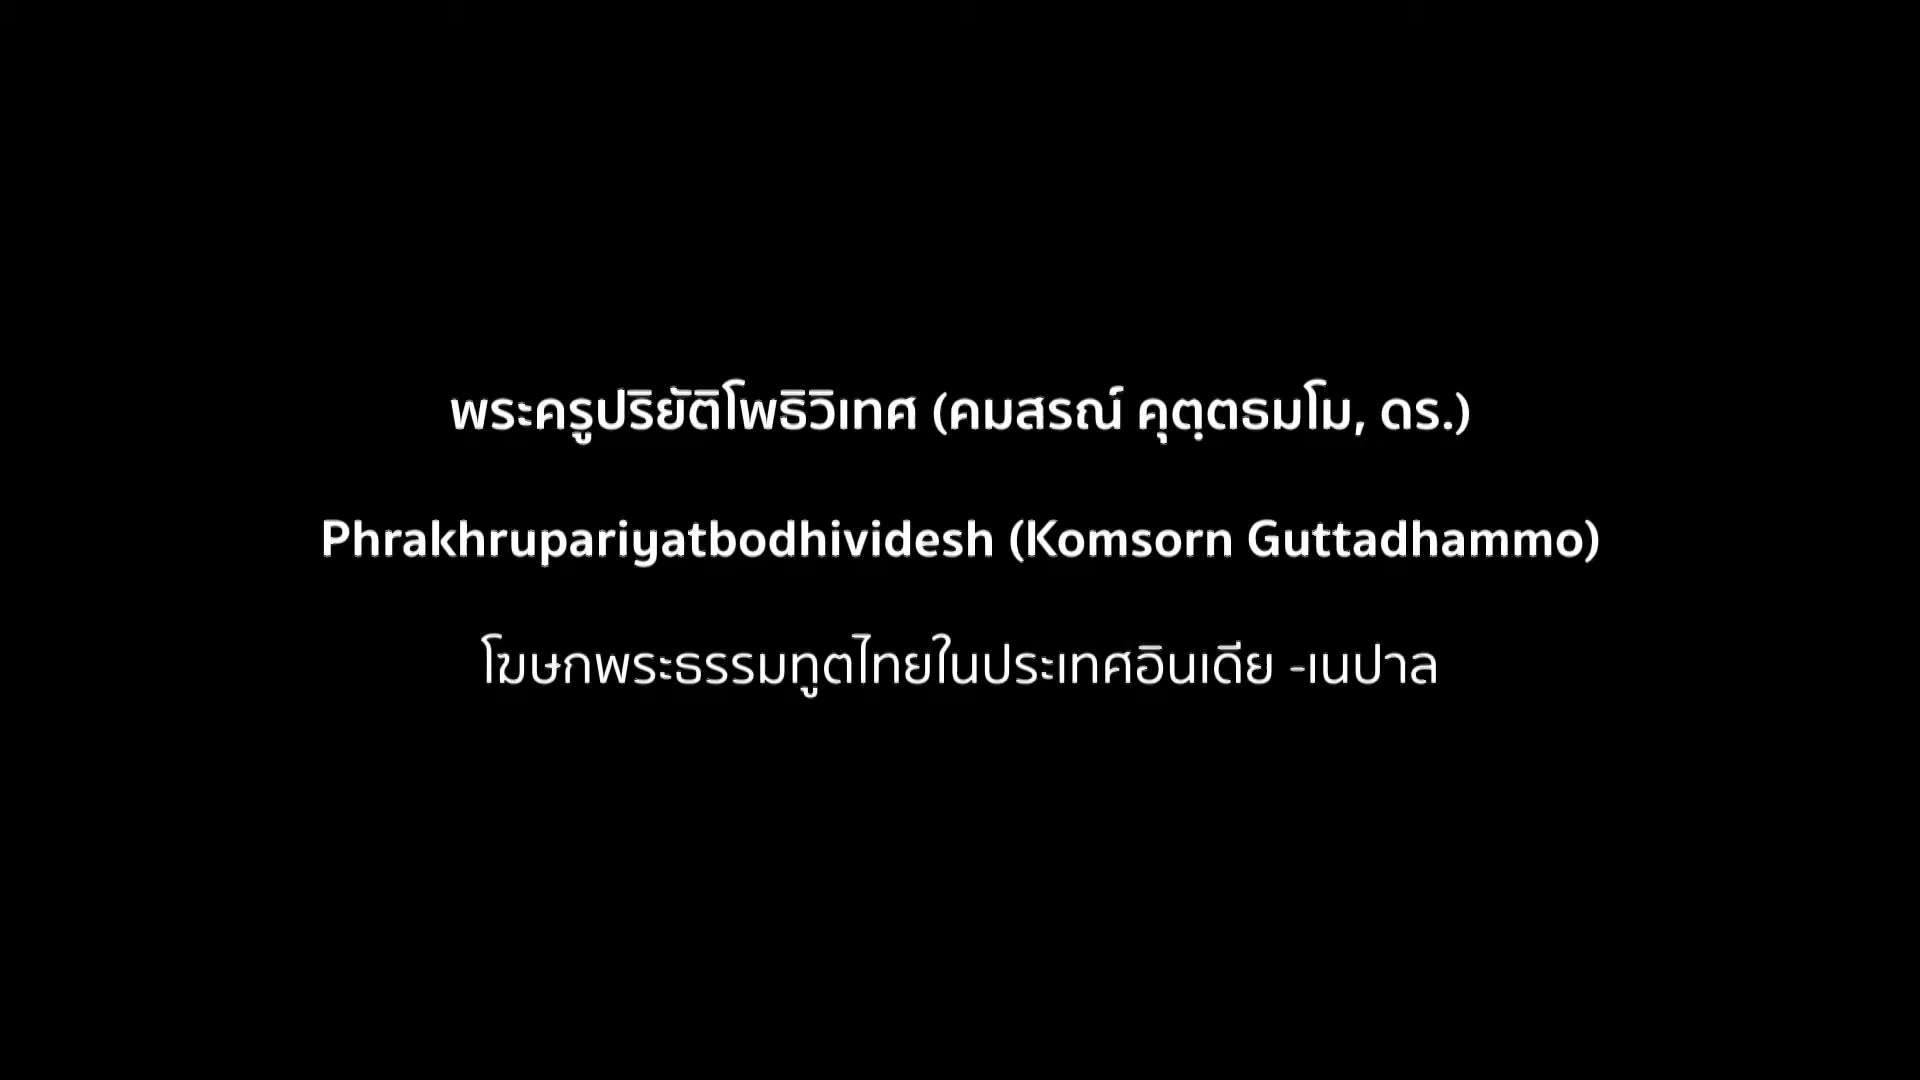 พระครูปริยัติโพธิวิเทศ (คมสรณ์ คุตฺตธมโม, ดร.)
Phrakhrupariyatbodhividesh (Komsorn Guttadhammo)
โฆษกพระธรรมทูตไทยในประเทศอินเดีย -เนปาล